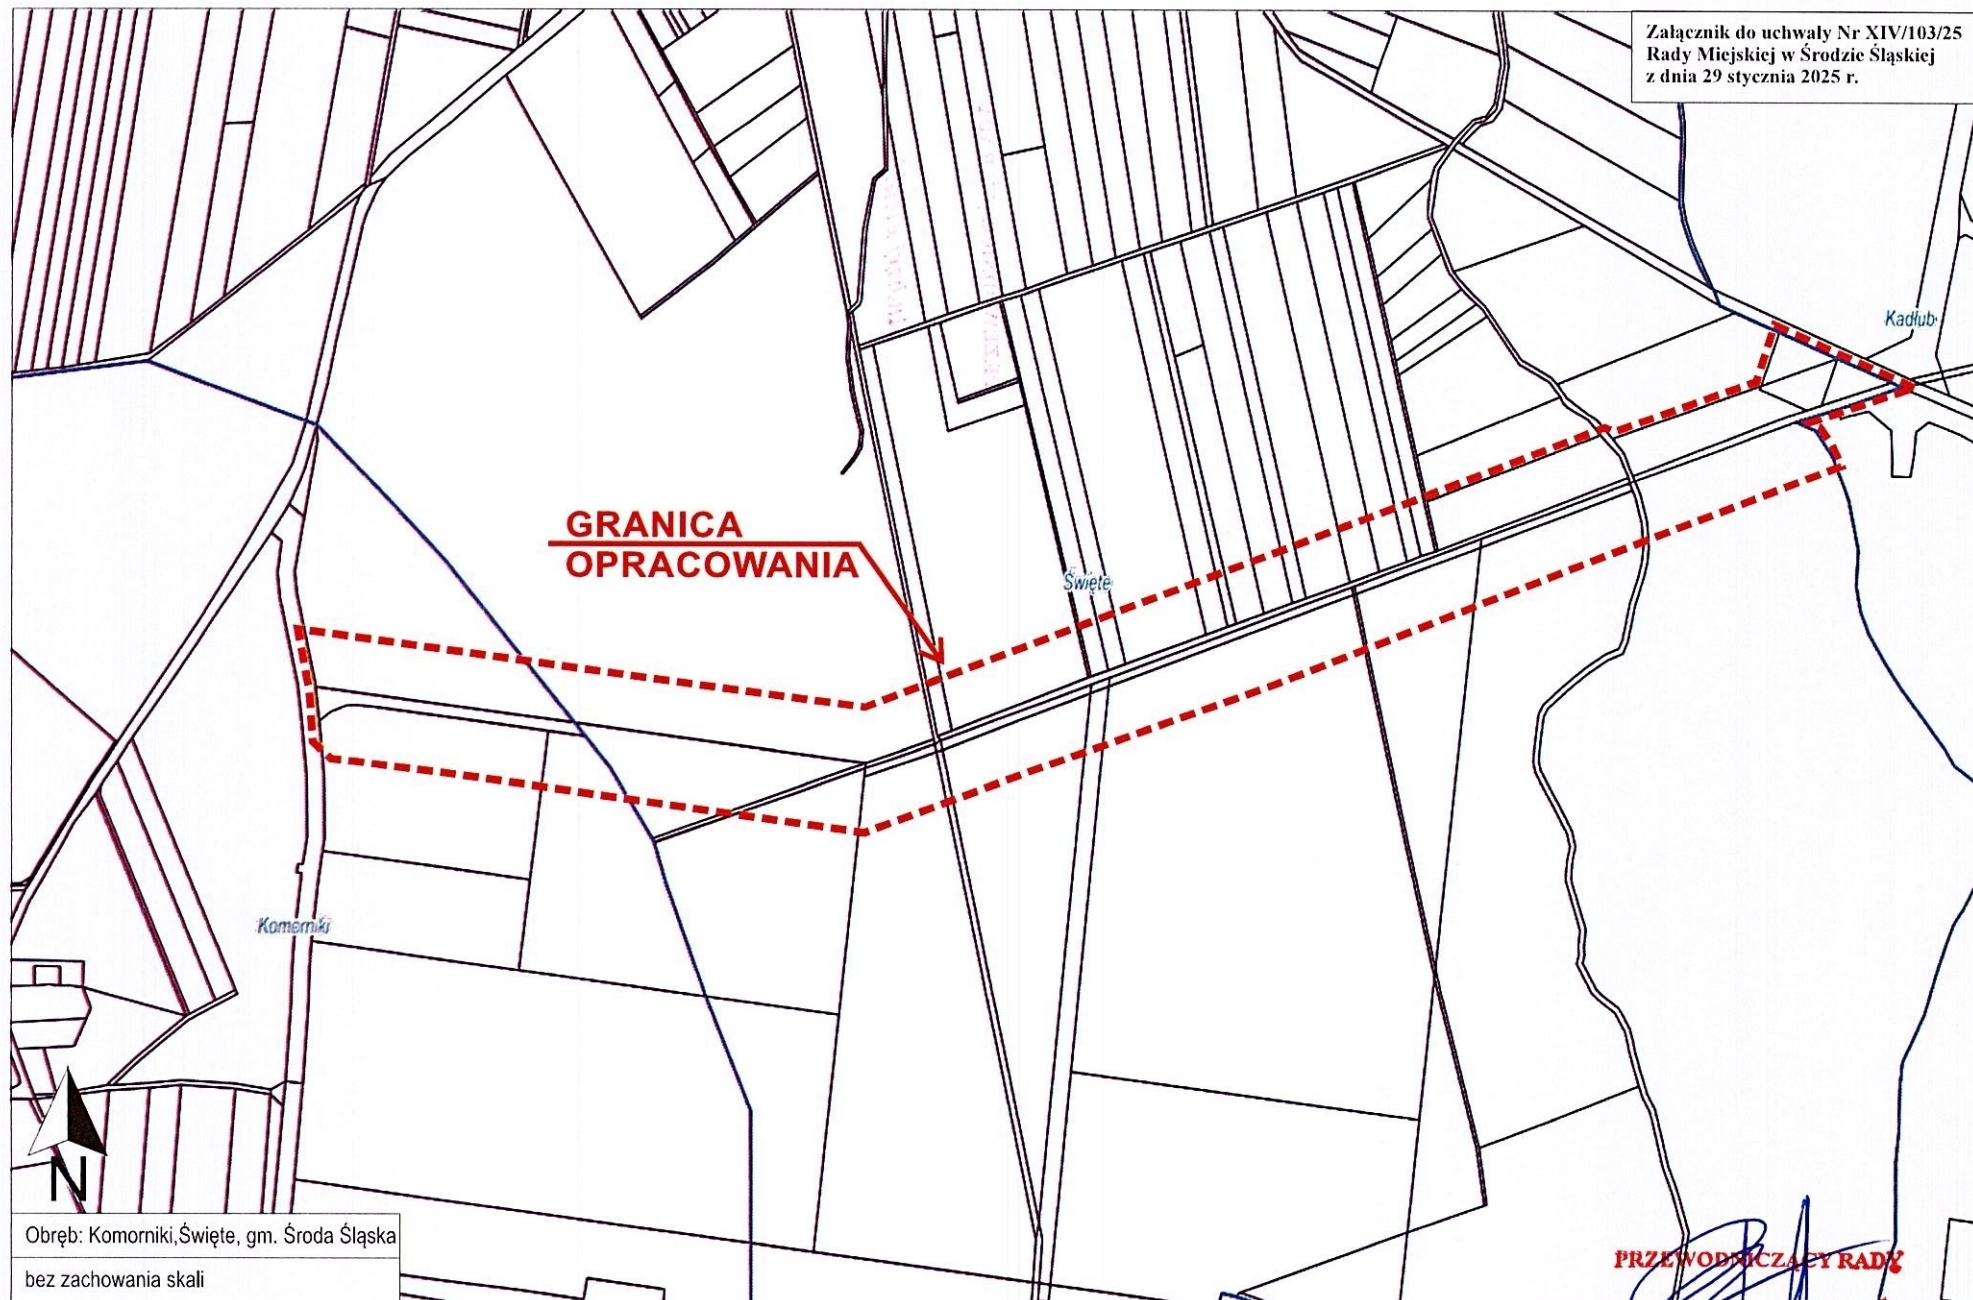 Załącznik do uchwały Nr XIV/103/25
Rady Miejskiej w Środzie Śląskiej
z dnia 29 stycznia 2025 r.
Kadłub
GRANICA
OPRACOWANIA
Święte
Komorniki
N
Obręb: Komorniki,Święte, gm. Środa Śląska
bez zachowania skali
PRZEWODNICZĄCY RADY